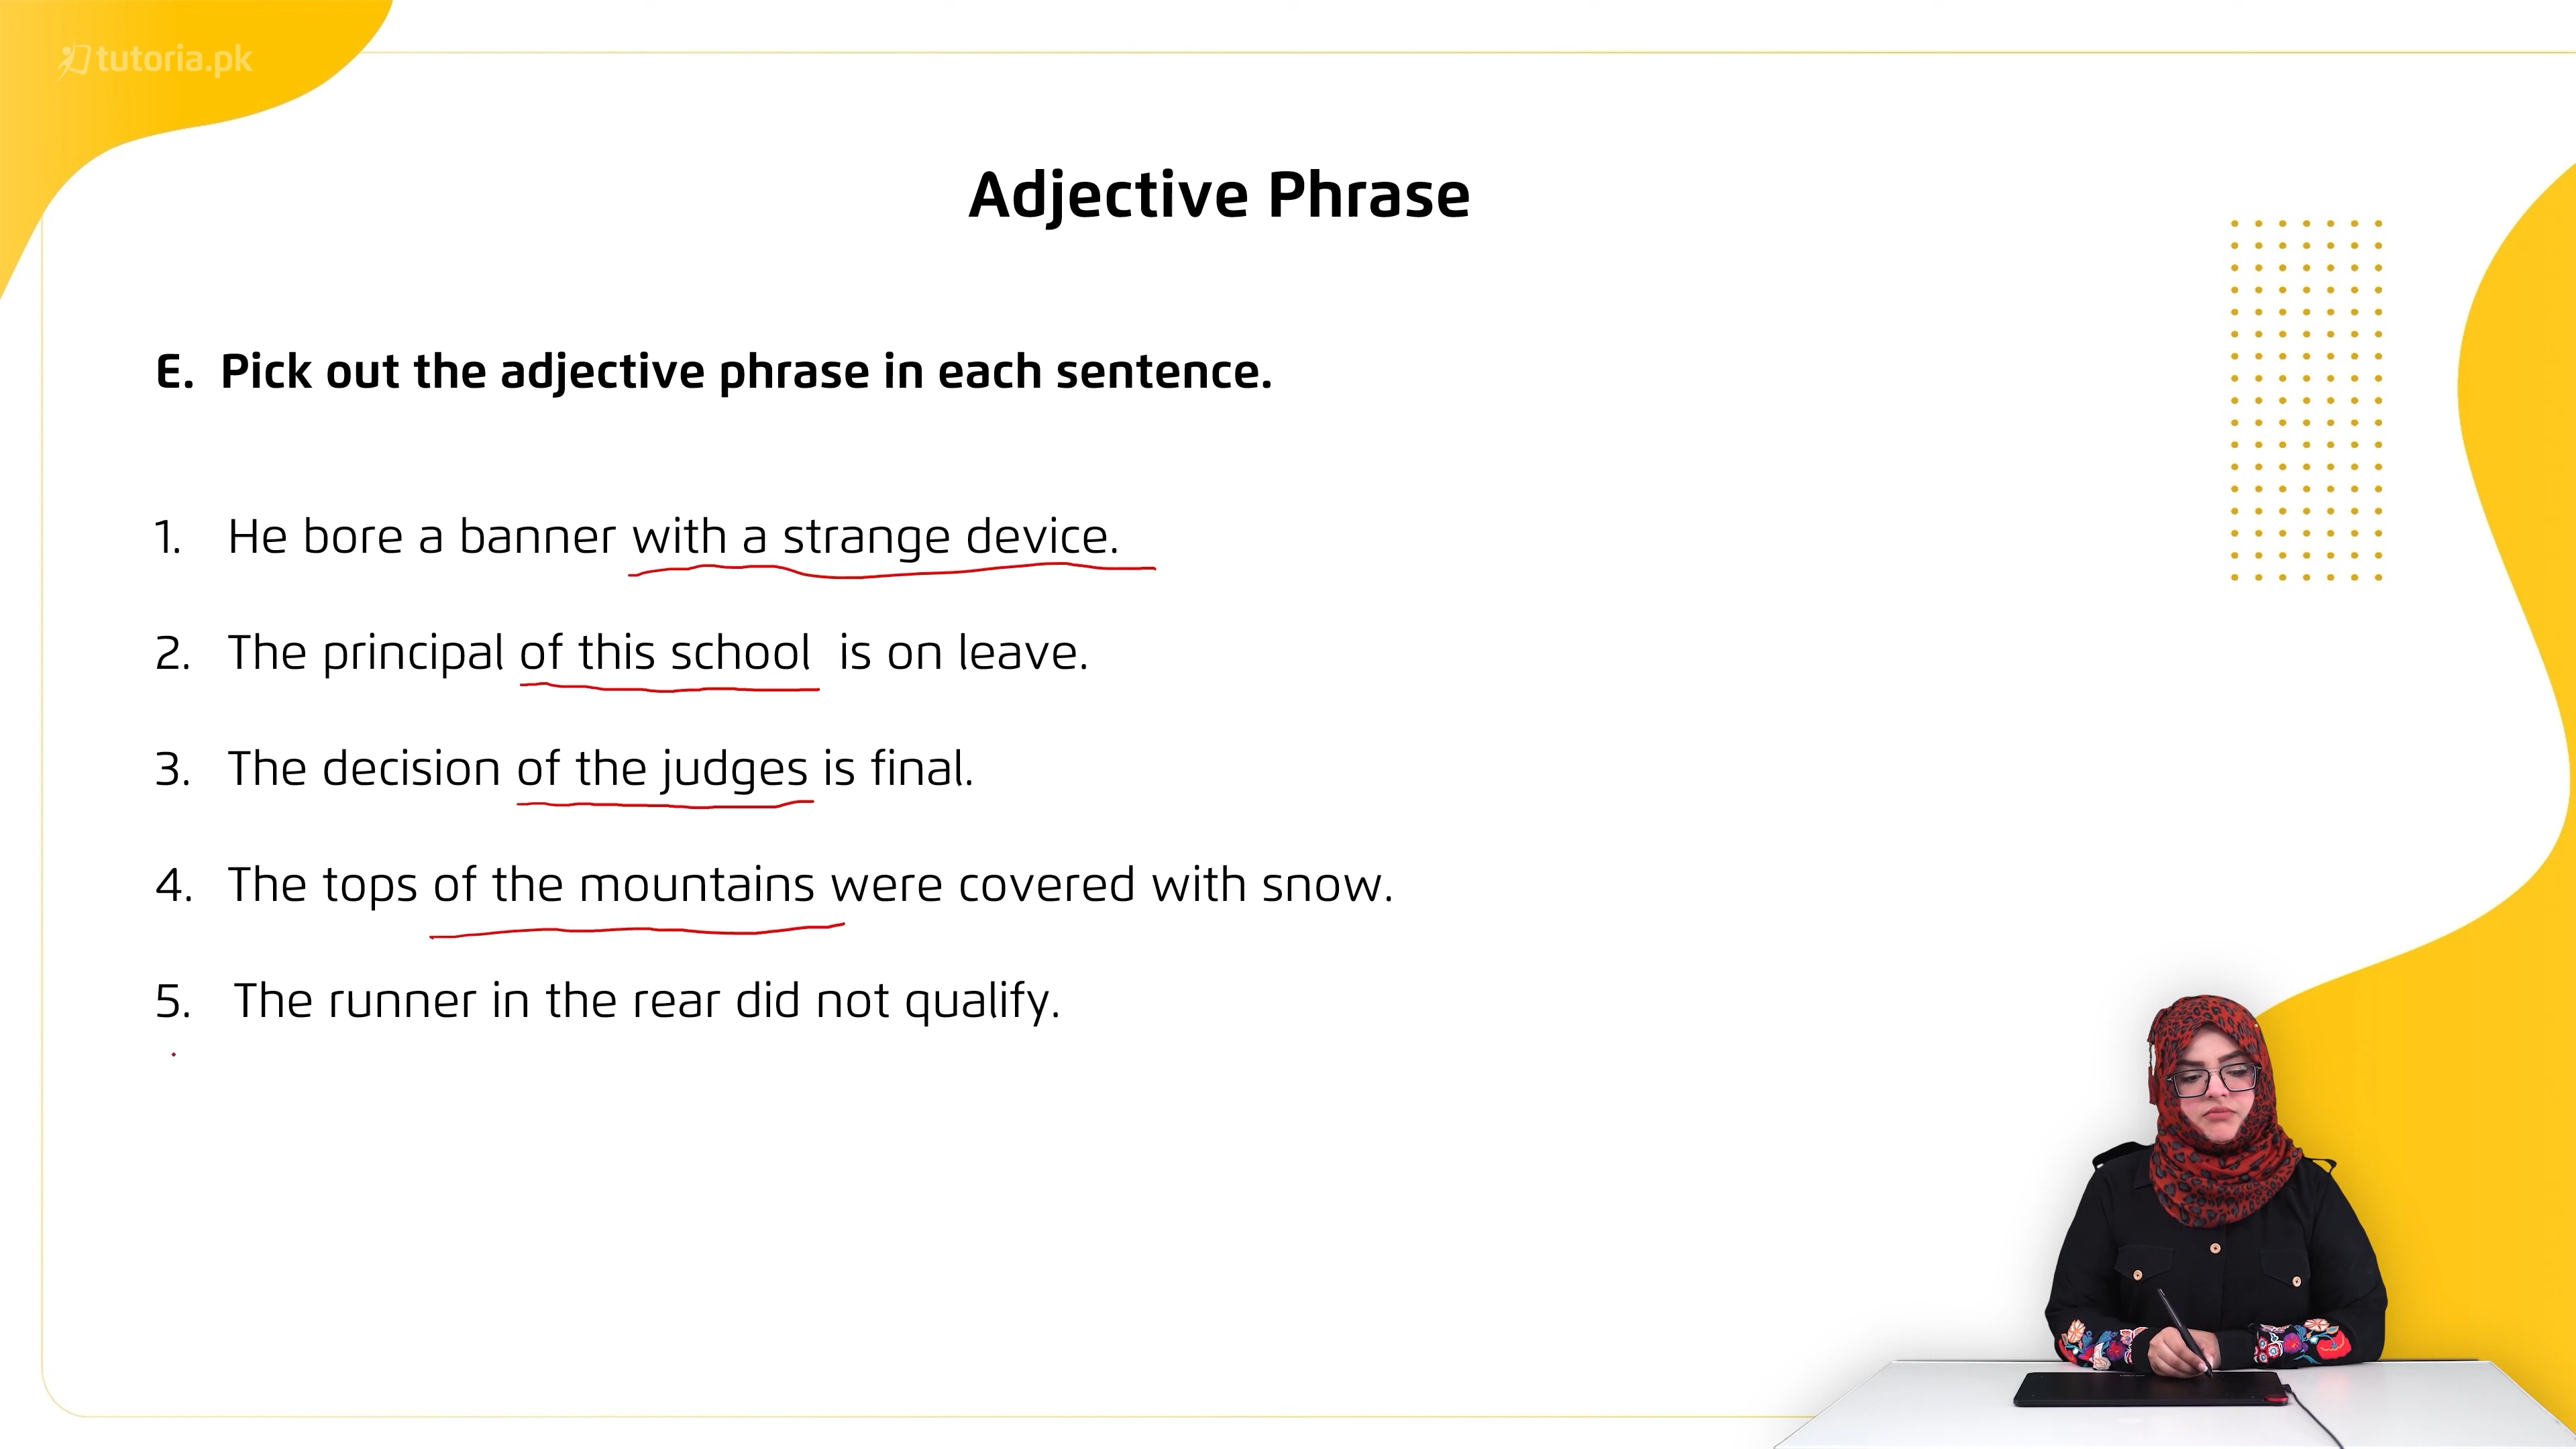 tutoria.pk
Adjective Phrase
E. Pick out the adjective phrase in each sentence.
1. He bore a banner with a strange device.
2. The principal of this school is on leave.
3. The decision of the judges is final.
4. The tops of the mountains were covered with snow.
5. The runner in the rear did not qualify.